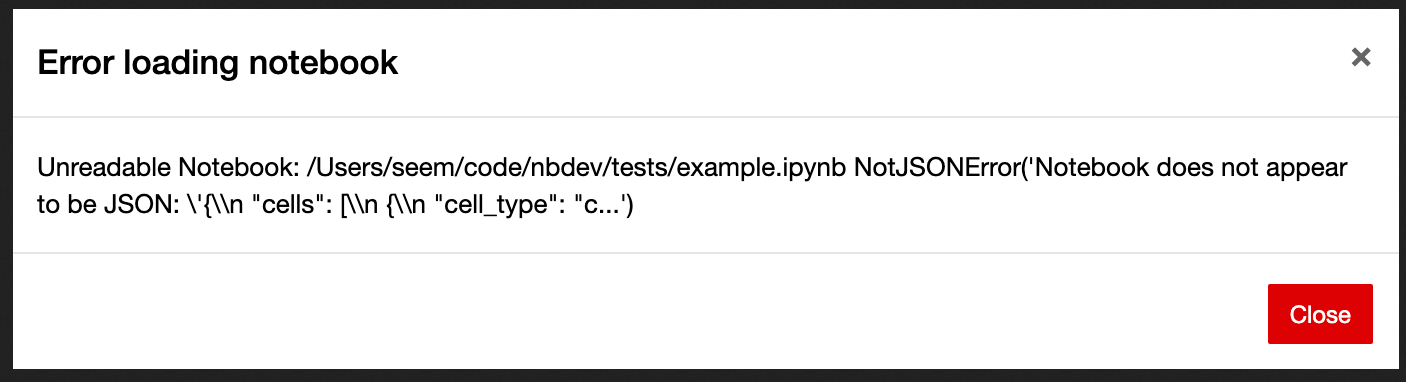 Error loading notebook
×
Unreadable Notebook: /Users/seem/code/nbdev/tests/example.ipynb NotJSONError('Notebook does not appear
to be JSON: \'{\\n "cells": [\\n {\\n "cell_type": "c...')
Close